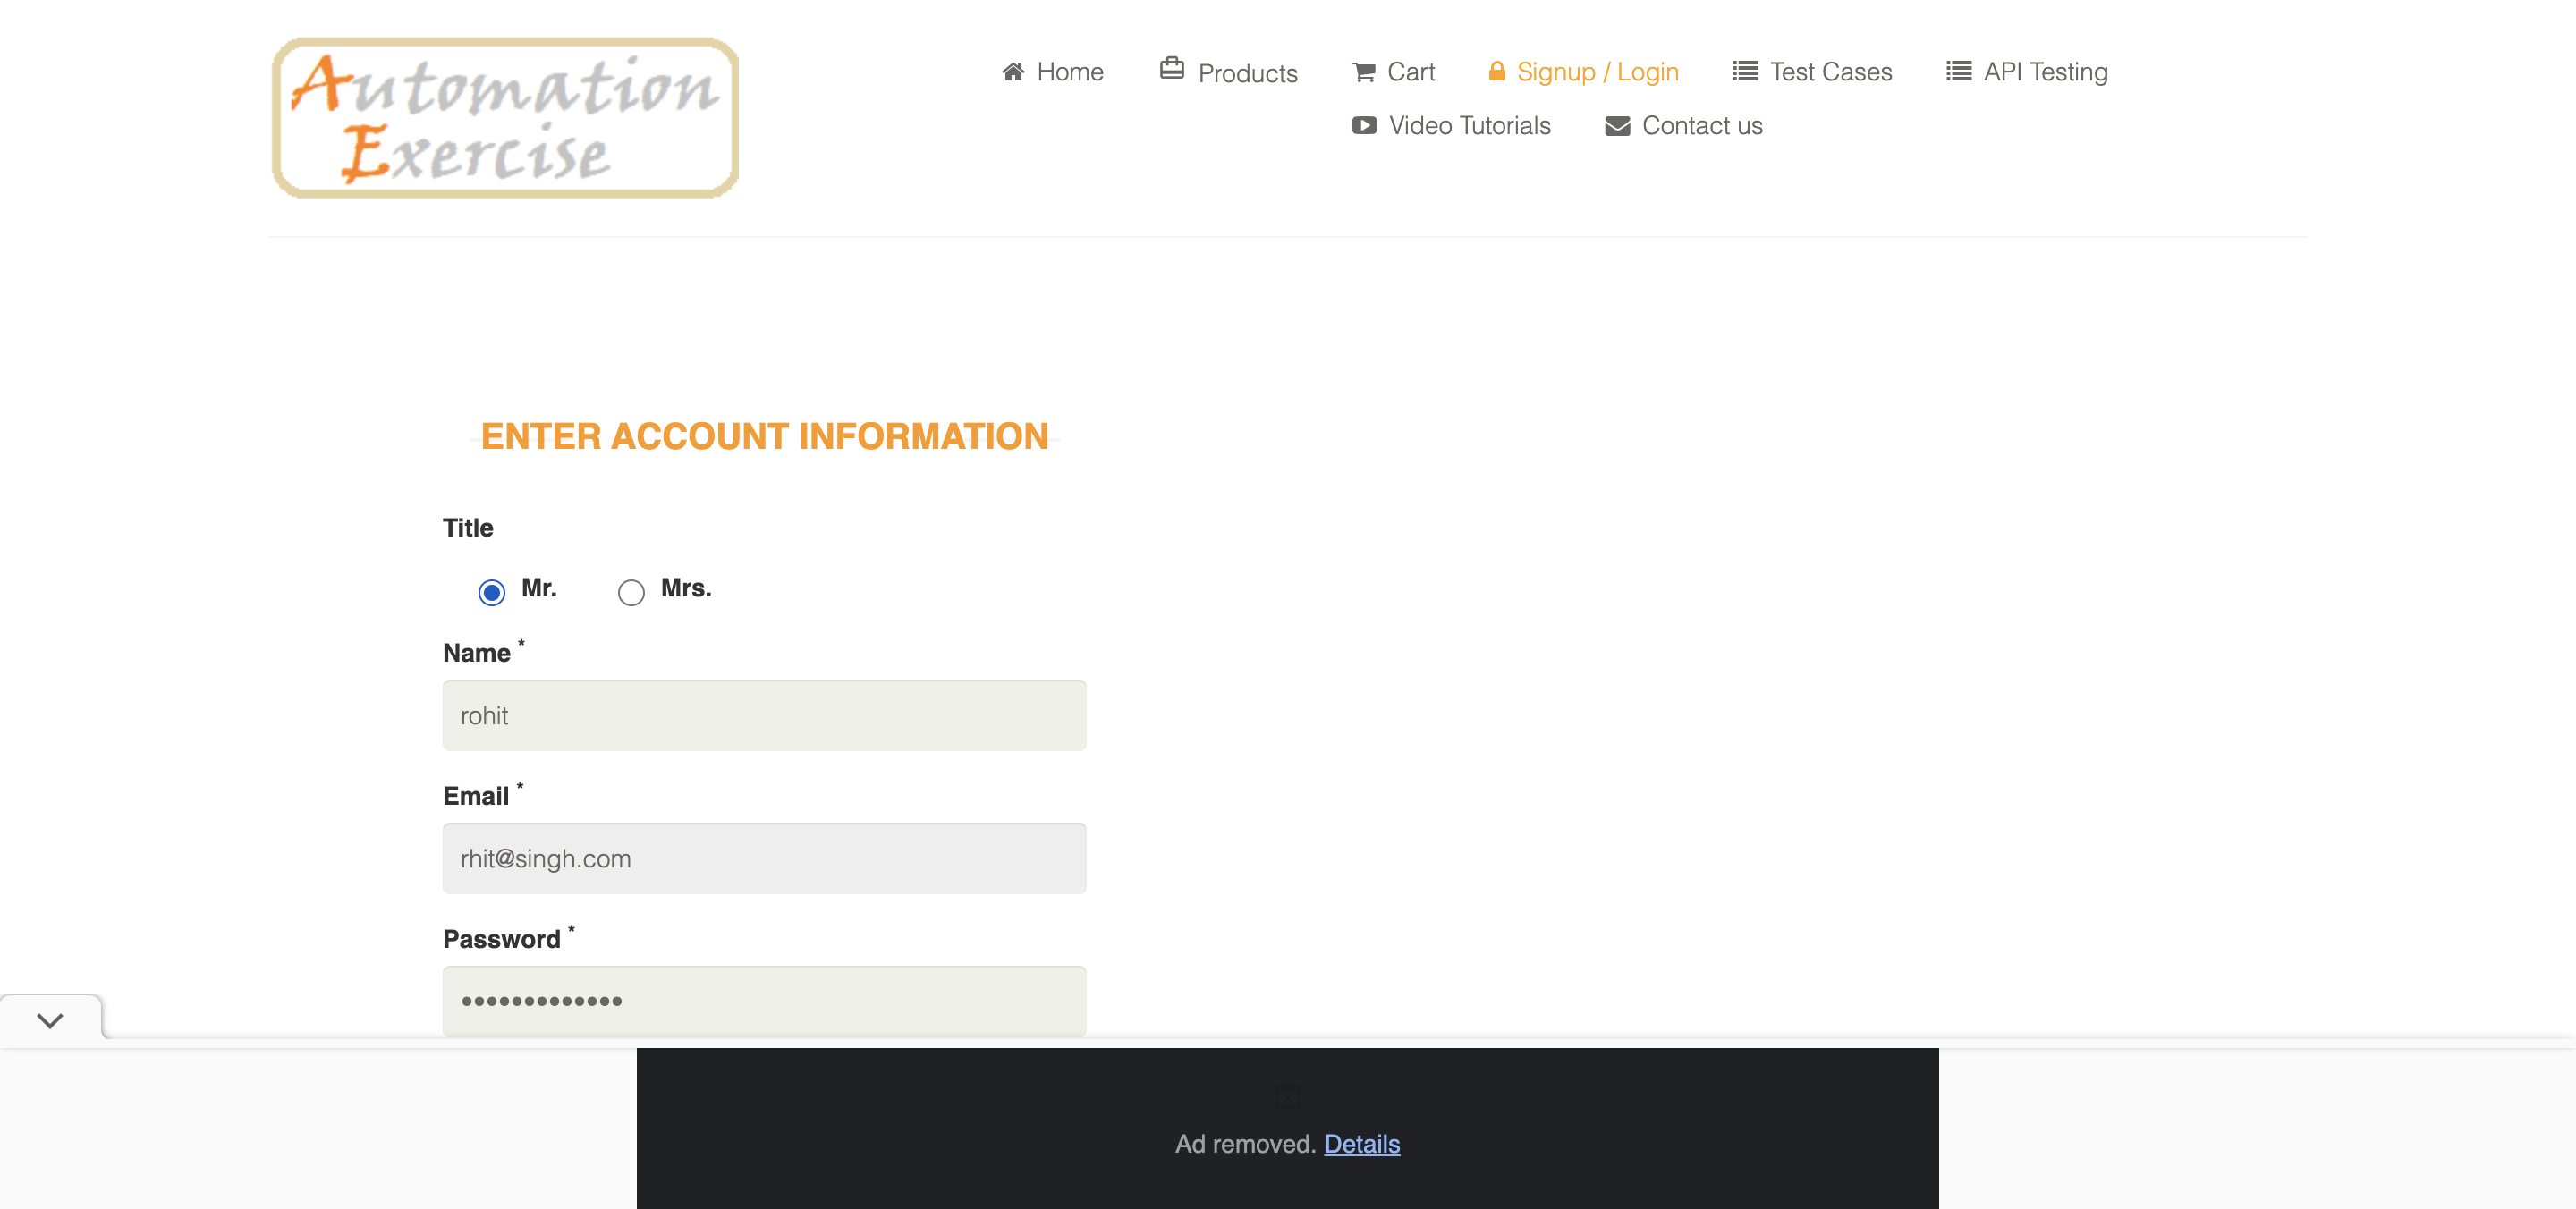 Automation
Exercise
Home Products Cart Signup / Login Test Cases API Testing
Video Tutorials Contact us
ENTER ACCOUNT INFORMATION
Title
Mr. Mrs.
Name *
rohit
Email *
rhit@singh.com
Password *
•••••••••••••
Ad removed. Details